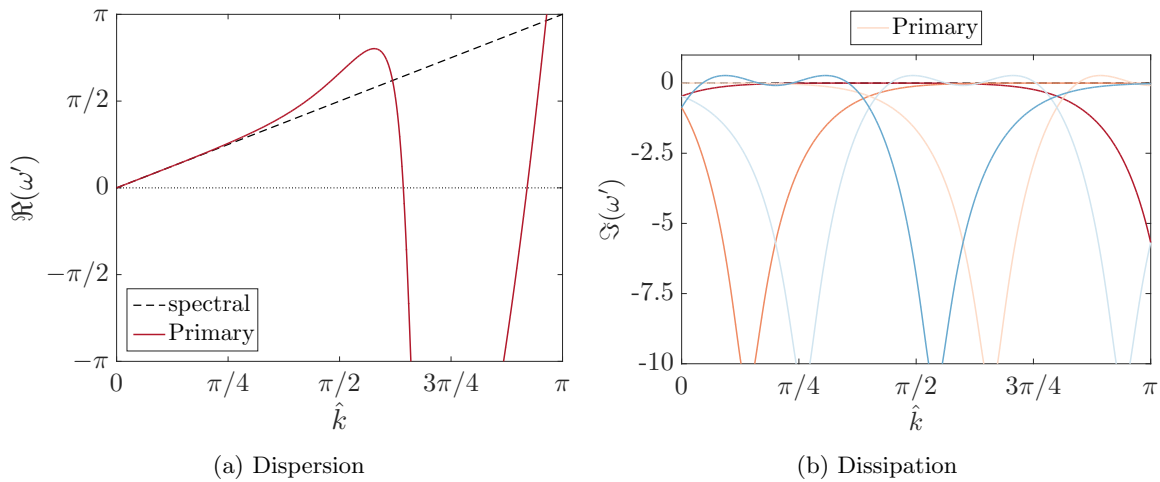 π
π/2
0
−π/2
−π
ℜ(ω′)
spectral
Primary
0
π/4
π/2
3π/4
π
k̂
(a) Dispersion
Primary
0
-2.5
-5
-7.5
-10
ℑ(ω′)
0
π/4
π/2
3π/4
π
k̂
(b) Dissipation